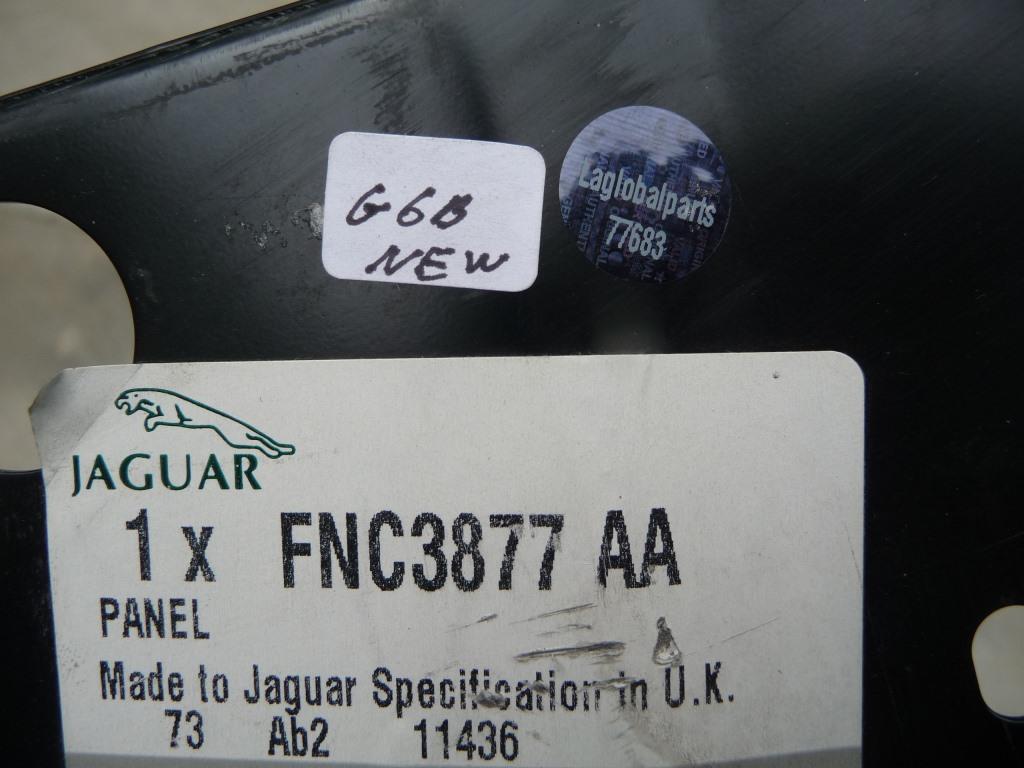 G6B
NEW
Laglobalparts
77683
JAGUAR
1 x FNC3877 AA
PANEL
Made to Jaguar Specification in U.K.
73 Ab2 11436